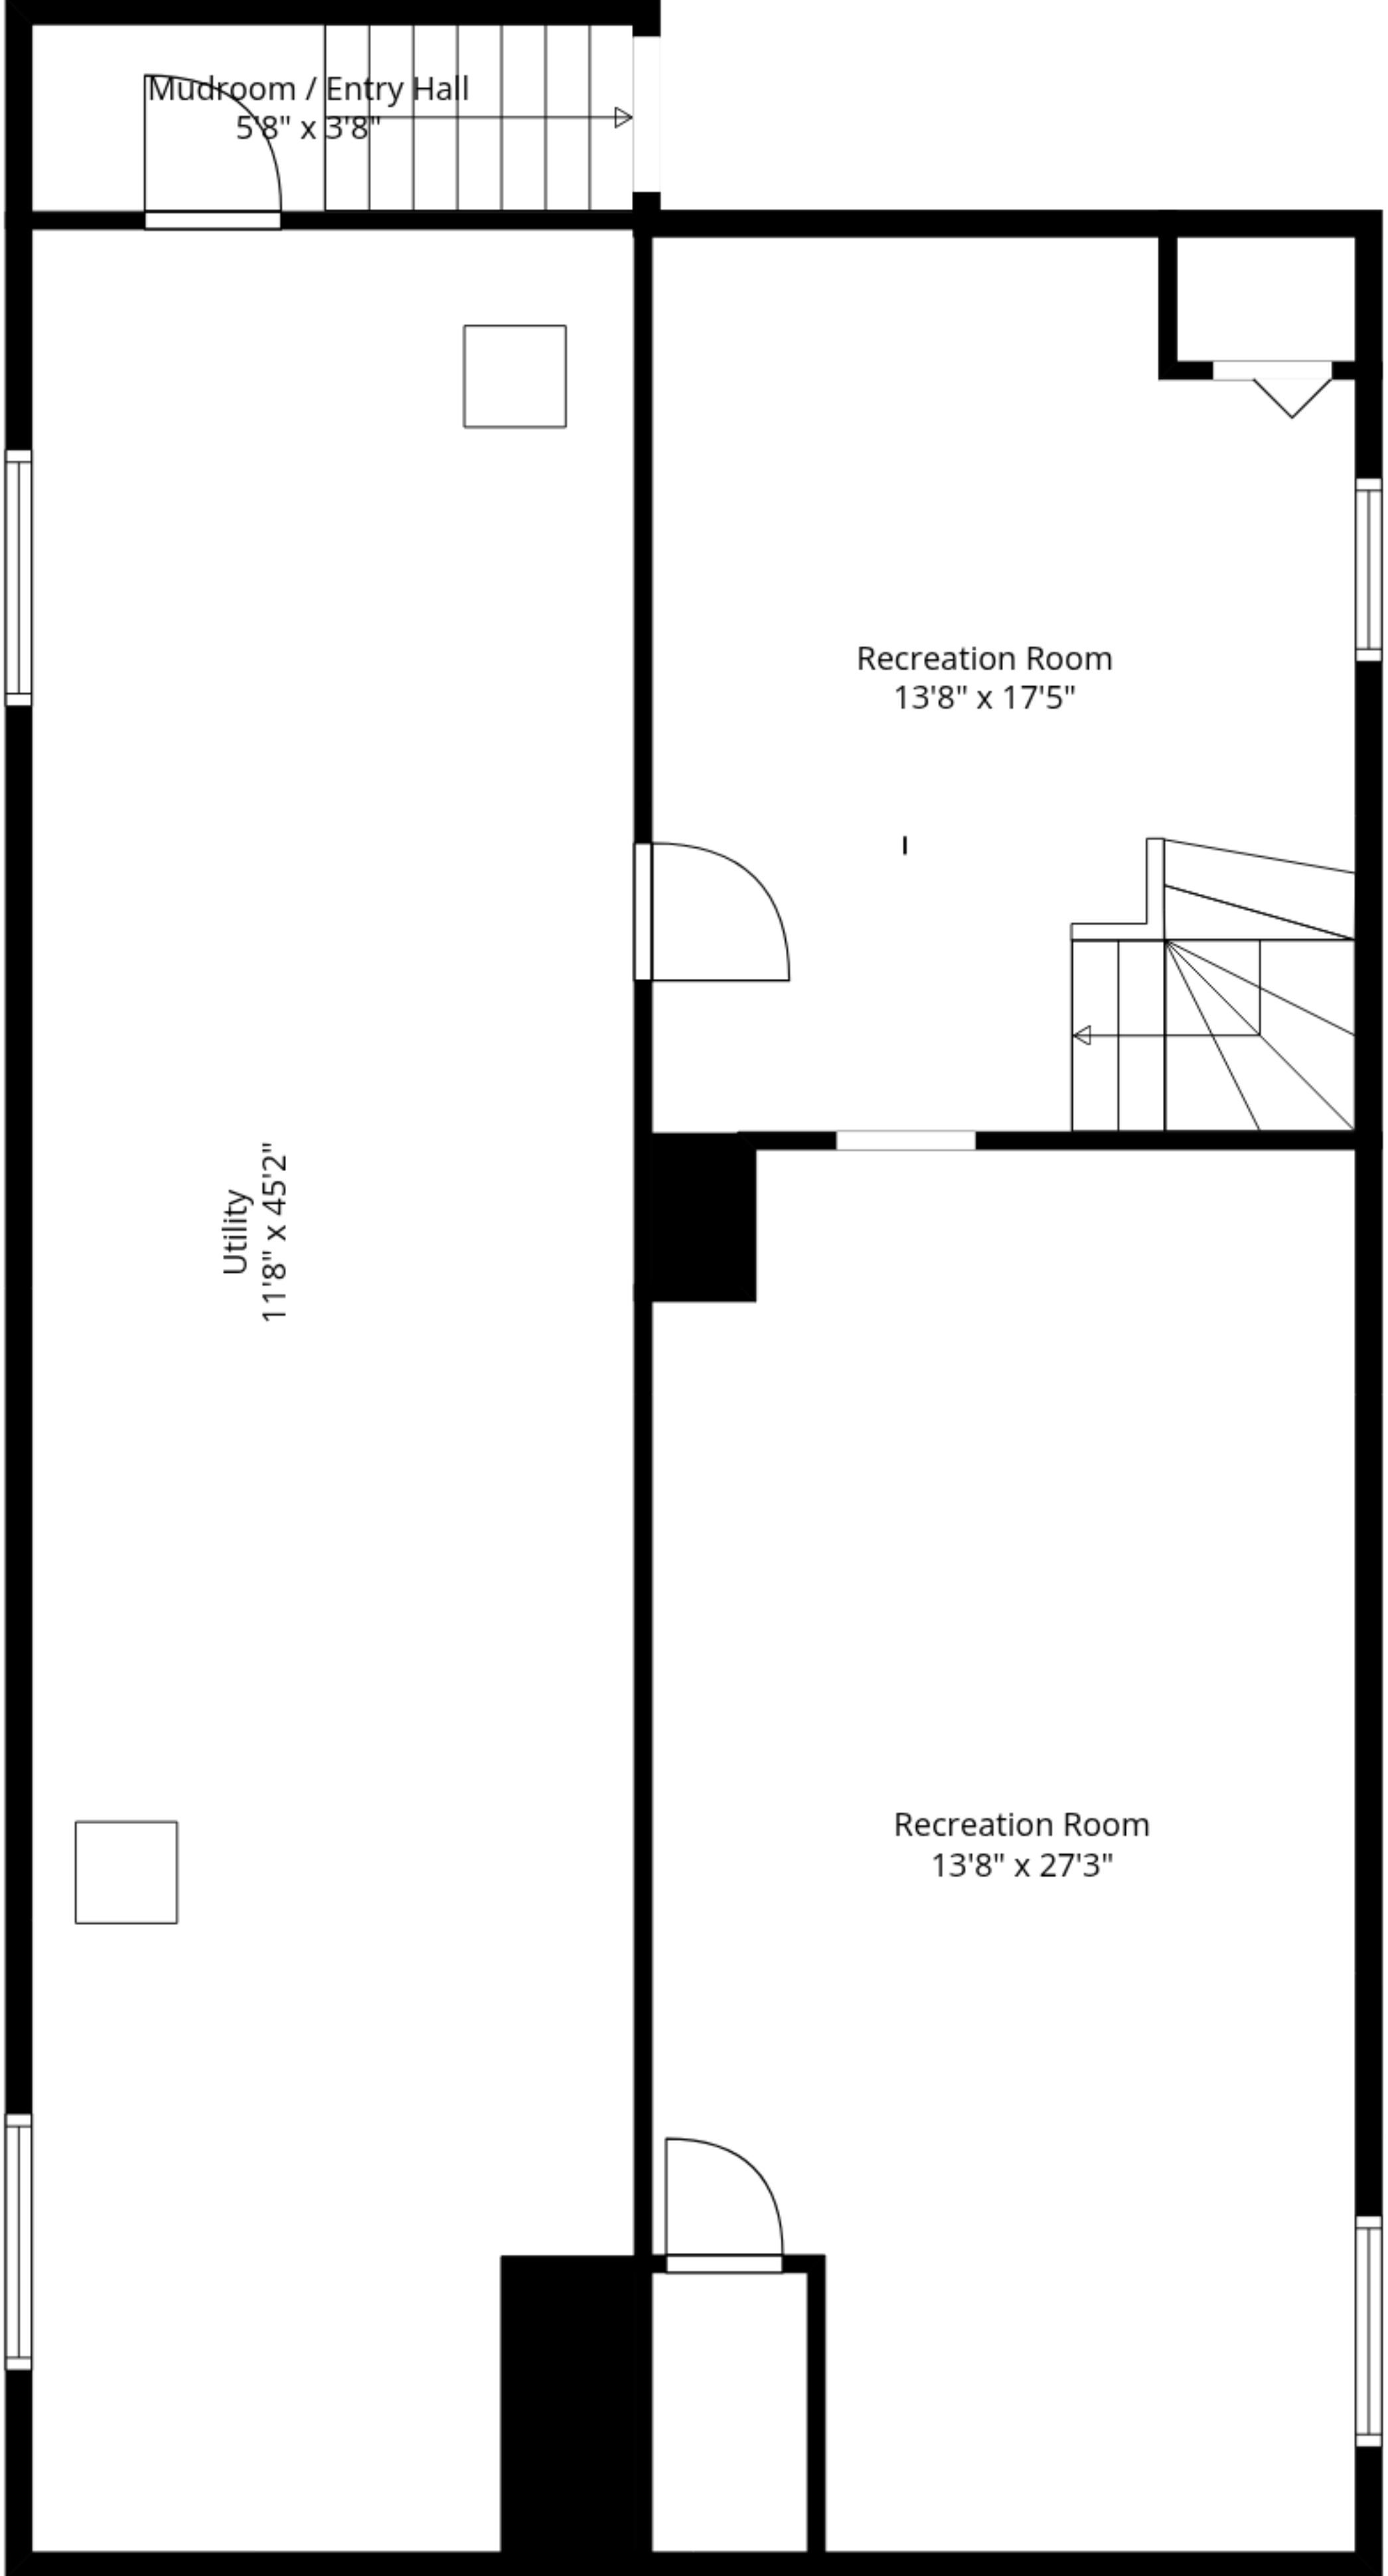 Mudroom / Entry Hall
5'8" x 3'8"
Recreation Room
13'8" x 17'5"
Utility
11'8" x 45'2"
Recreation Room
13'8" x 27'3"